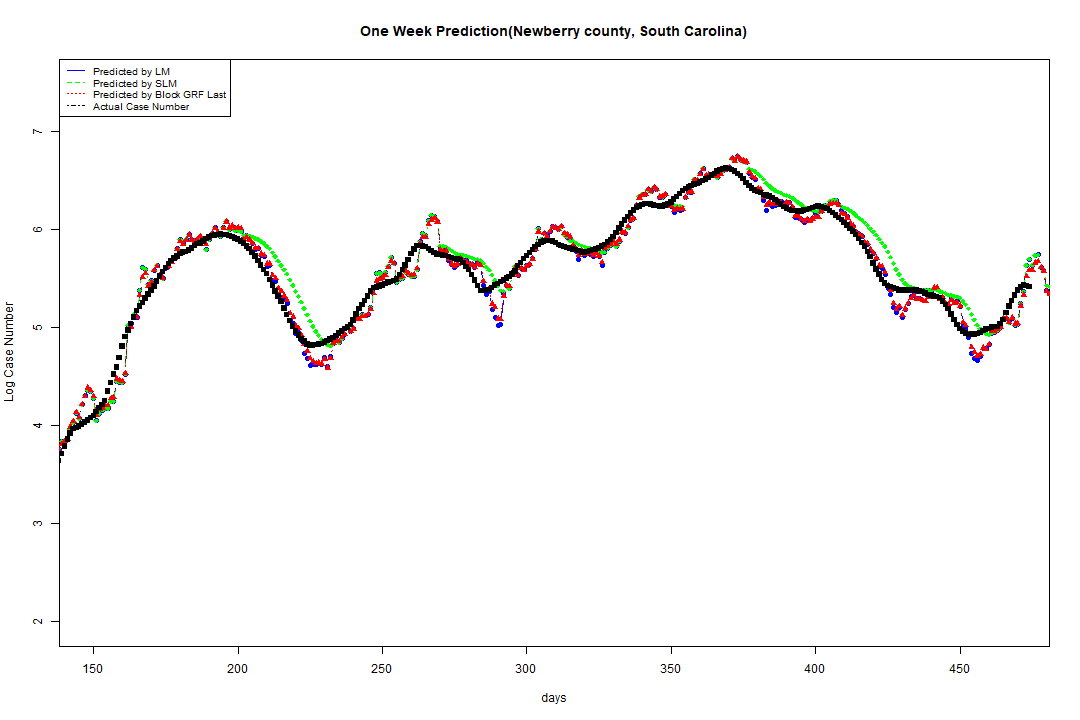 One Week Prediction(Newberry county, South Carolina)
Predicted by LM
Predicted by SLM
Predicted by Block GRF Last
Actual Case Number
7
6
5
4
3
2
Log Case Number
150 200 250 300 350 400 450
days